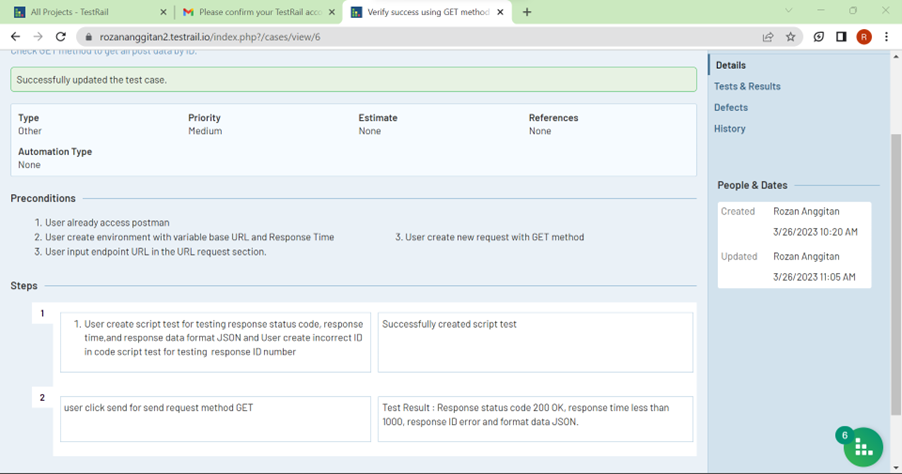 All Projects - TestRail
Please confirm your TestRail acc
Verify success using GET method
rozananggitan2.testrail.io/index.php?/cases/view/6
R
Check GET method to get all post data by ID.
Successfully updated the test case.
Type
Priority
Estimate
References
Other
Medium
None
None
Automation Type
None
Preconditions
1. User already access postman
2. User create environment with variable base URL and Response Time
3. User create new request with GET method
3. User input endpoint URL in the URL request section.
Steps
1
1. User create script test for testing response status code, response
time,and response data format JSON and User create incorrect ID
in code script test for testing response ID number
Successfully created script test
2
user click send for send request method GET
Test Result : Response status code 200 OK, response time less than
1000, response ID error and format data JSON.
Details
Tests & Results
Defects
History
People & Dates
Created
Rozan Anggitan
3/26/2023 10:20 AM
Updated
Rozan Anggitan
3/26/2023 11:05 AM
6